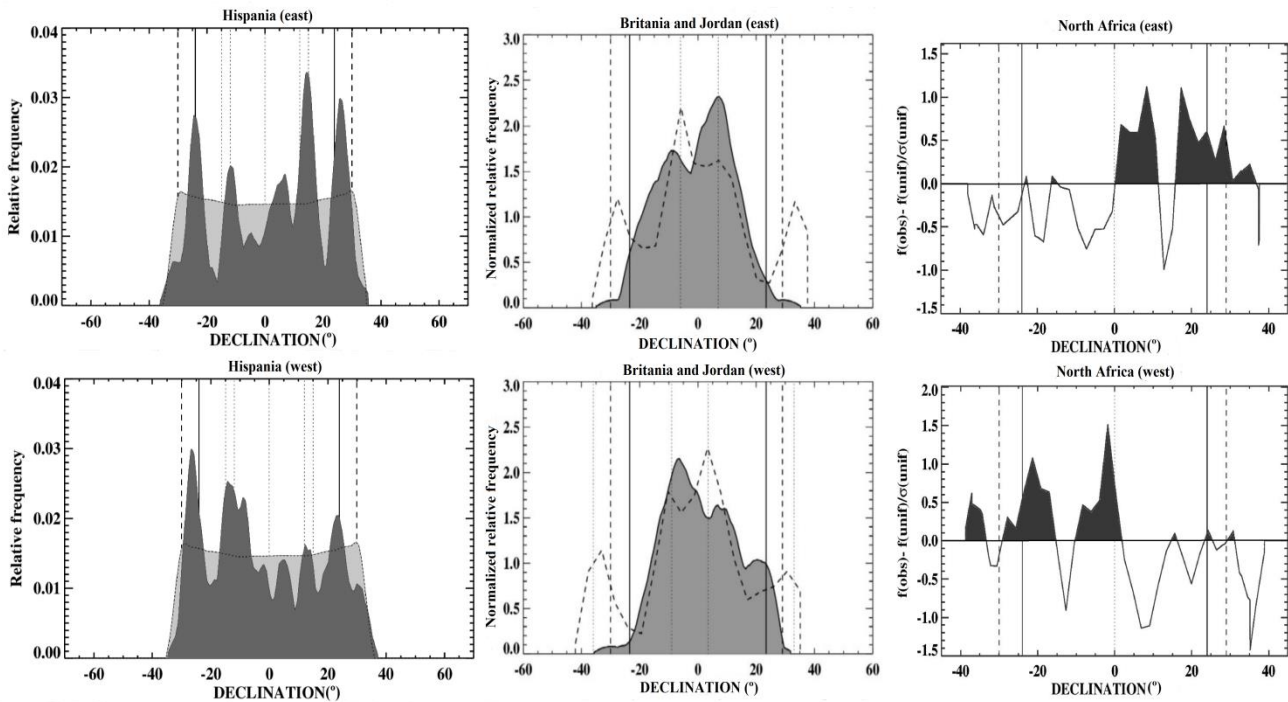 Hispania (east)
Relative frequency
0.04
0.03
0.02
0.01
0.00
-60 -40 -20 0 20 40 60
DECLINATION(º)
Britania and Jordan (east)
Normalized relative frequency
3.0
2.5
2.0
1.5
1.0
0.5
0.0
-60 -40 -20 0 20 40 60
DECLINATION (º)
North Africa (east)
f(obs)- f(unif)/σ(unif)
1.5
1.0
0.5
0.0
-0.5
-1.0
-1.5
-40 -20 0 20 40
DECLINATION(º)
Hispania (west)
Relative frequency
0.04
0.03
0.02
0.01
0.00
-60 -40 -20 0 20 40 60
DECLINATION(º)
Britania and Jordan (west)
Normalized relative frequency
3.0
2.5
2.0
1.5
1.0
0.5
0.0
-60 -40 -20 0 20 40 60
DECLINATION (º)
North Africa (west)
f(obs)- f(unif)/σ(unif)
2.0
1.5
1.0
0.5
0.0
-0.5
-1.0
-1.5
-40 -20 0 20 40
DECLINATION(º)